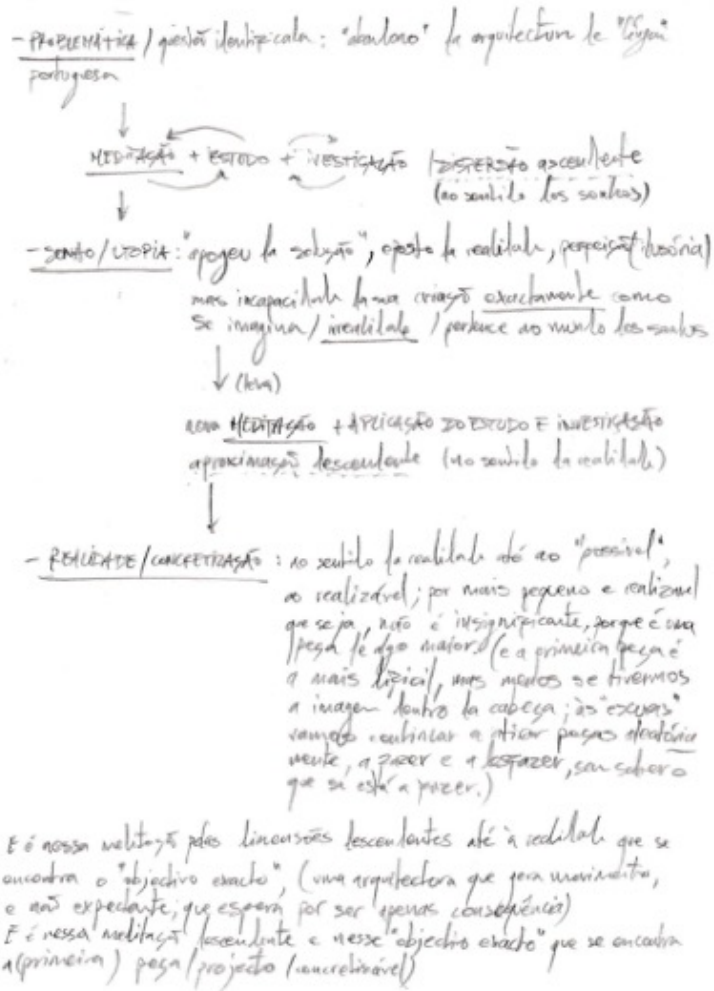 - PROBLEMÁTICA / questão identificada: "abandono" da arquitectura de "lugar"
portuguesa
MEDITAÇÃO + ESTUDO + IVESTIGAÇÃO /DISPERSÃO ascendente
(no sentido dos sonhos)
- SONHO/UTOPIA: "apogeu da solução", oposto da realidade, perfeição (ilusória)
mas incapacidade da sua criação exactamente como
se imagina / irrealidade / pertence ao mundo dos sonhos
(leva)
nova MEDITAÇÃO + APLICAÇÃO DO ESTUDO E INVESTIGAÇÃO
aproximação descendente (no sentido da realidade)
- REALIDADE/CONCRETIZAÇÃO: no sentido da realidade até ao "possível",
ao realizável; por mais pequeno e realizável
que seja, não é insignificante, porque é uma
peça de algo maior. (e a primeira peça é
a mais difícil, mas menos se tivermos
a imagem dentro da cabeça; às "escuras"
vamos continuar a atirar peças aleatória
mente, a fazer e a desfazer, sem saber o
que se está a fazer.)
E é nessa meditação pelas dimensões descendentes até à realidade que se
encontra o "objectivo exacto", (uma arquitectura que gera movimento,
e não expectante, que espera por ser apenas consequência)
E é nessa meditação descendente e nesse "objectivo exacto" que se encontra
a (primeira) peça / projecto (concretizável)